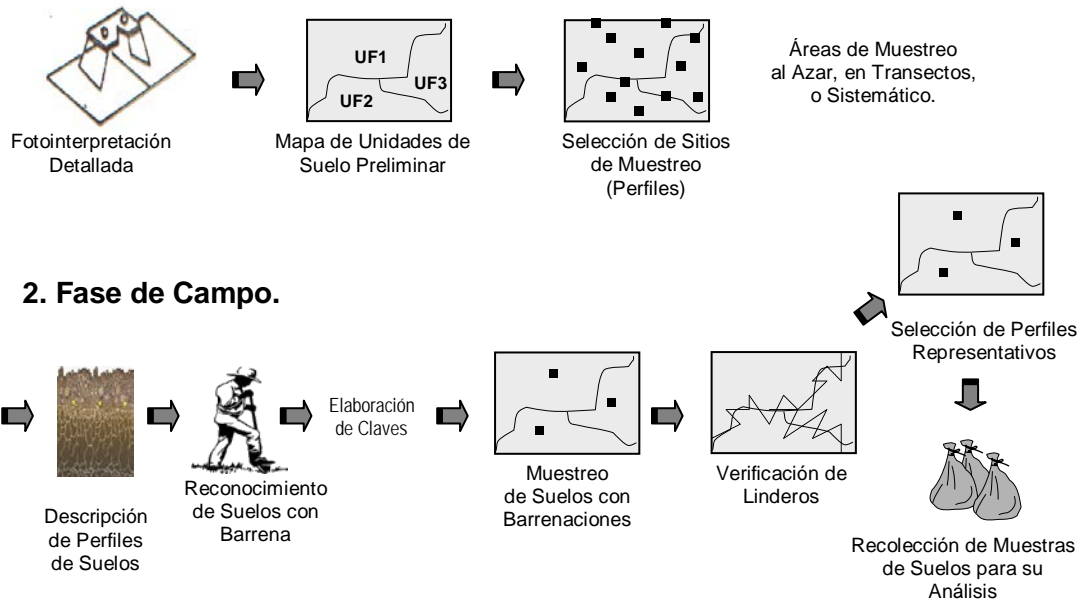 Fotointerpretación
Detallada
UF1
UF2
UF3
Mapa de Unidades de
Suelo Preliminar
Selección de Sitios
de Muestreo
(Perfiles)
Áreas de Muestreo
al Azar, en Transectos,
o Sistemático.
2. Fase de Campo.
Descripción
de Perfiles
de Suelos
Reconocimiento
de Suelos con
Barrena
Elaboración
de Claves
Muestreo
de Suelos con
Barrenaciones
Verificación de
Linderos
Selección de Perfiles
Representativos
Recolección de Muestras
de Suelos para su
Análisis